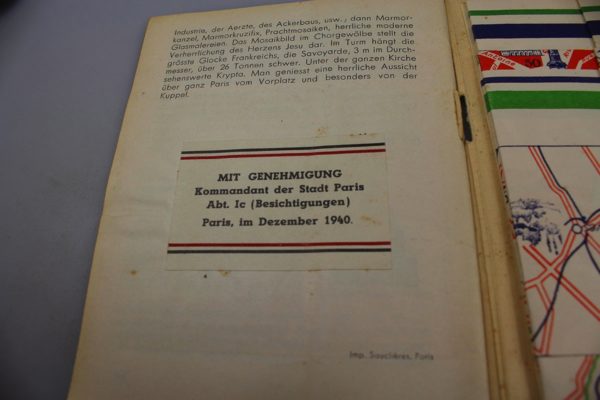 Industrie, der Aerzte, des Ackerbaus, usw.; dann Marmor-
kanzel, Marmorkruzifix, Prachtmosaiken, herrliche moderne
Glasmalereien. Das Mosaikbild im Chorgewölbe stellt die
Verherrlichung des Herzens Jesu dar. Im Turm hängt die
grösste Glocke Frankreichs, die Savoyarde, 3 m im Durch-
messer, über 26 Tonnen schwer. Unter der ganzen Kirche
sehenswerte Krypta. Man geniesst eine herrliche Aussicht
über ganz Paris vom Vorplatz und besonders von der
Kuppel.
MIT GENEHMIGUNG
Kommandant der Stadt Paris
Abt. Ic (Besichtigungen)
Paris, im Dezember 1940.
Imp. Sauchières, Paris
50